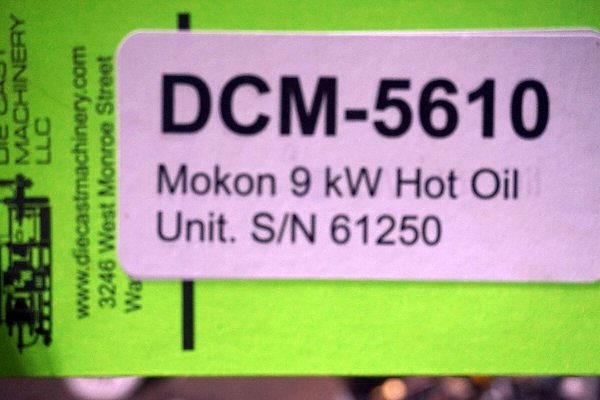 DIE CAST
MACHINERY
LLC
www.diecastmachinery.com
3246 West Monroe Street
DCM-5610
Mokon 9 kW Hot Oil
Unit. S/N 61250